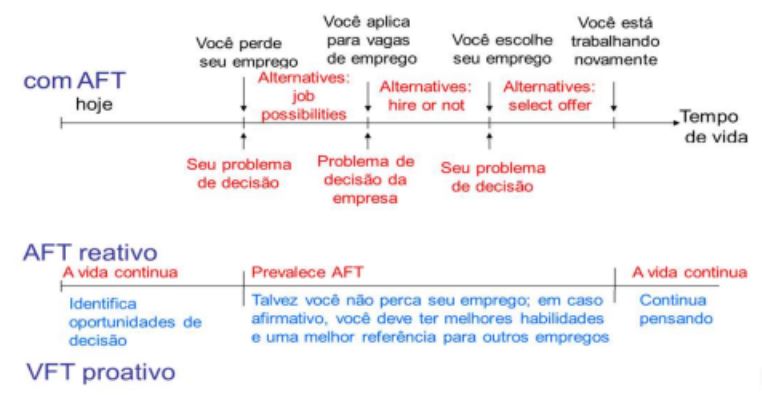 Você perde
seu emprego
Você aplica
para vagas
de emprego
Você escolhe
seu emprego
Você está
trabalhando
novamente
com AFT
hoje
Alternatives:
job
possibilities
Alternatives:
hire or not
Alternatives:
select offer
Tempo
de vida
Seu problema
de decisão
Problema de
decisão da
empresa
Seu problema
de decisão
AFT reativo
A vida continua
Prevalece AFT
A vida continua
Identifica
oportunidades de
decisão
Talvez você não perca seu emprego; em caso
afirmativo, você deve ter melhores habilidades
e uma melhor referência para outros empregos
Continua
pensando
VFT proativo